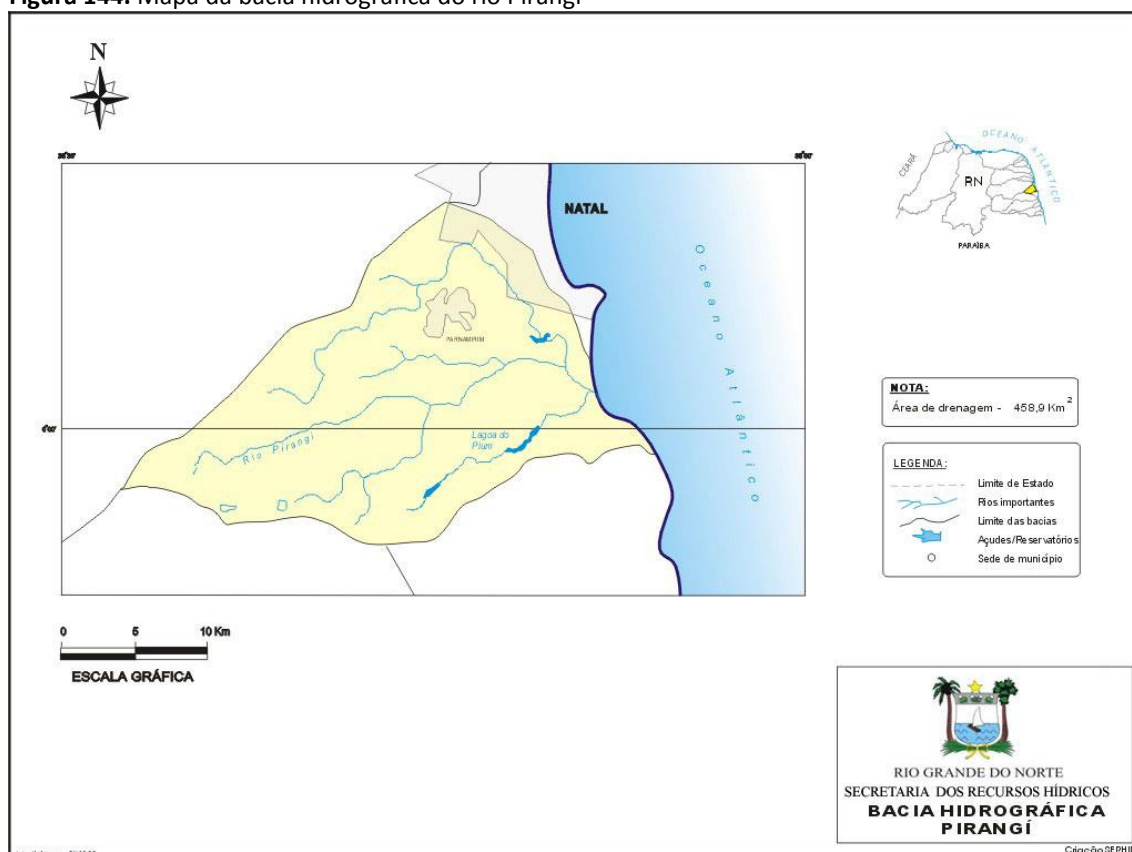 Figura 144. Mapa da bacia hidrográfica do rio Pirangi
N
NATAL
Oceano Atlântico
PARNAMIRIM
Rio Pirangi
Lagoa do
Pium
OCEANO ATLÂNTICO
CEARÁ
RN
PARAÍBA
NOTA:
Área de drenagem - 458,9 Km²
LEGENDA:
Limite de Estado
Rios importantes
Limite das bacias
Açudes/Reservatórios
Sede de município
0 5 10 Km
ESCALA GRÁFICA
RIO GRANDE DO NORTE
SECRETARIA DOS RECURSOS HÍDRICOS
BACIA HIDROGRÁFICA
PIRANGÍ